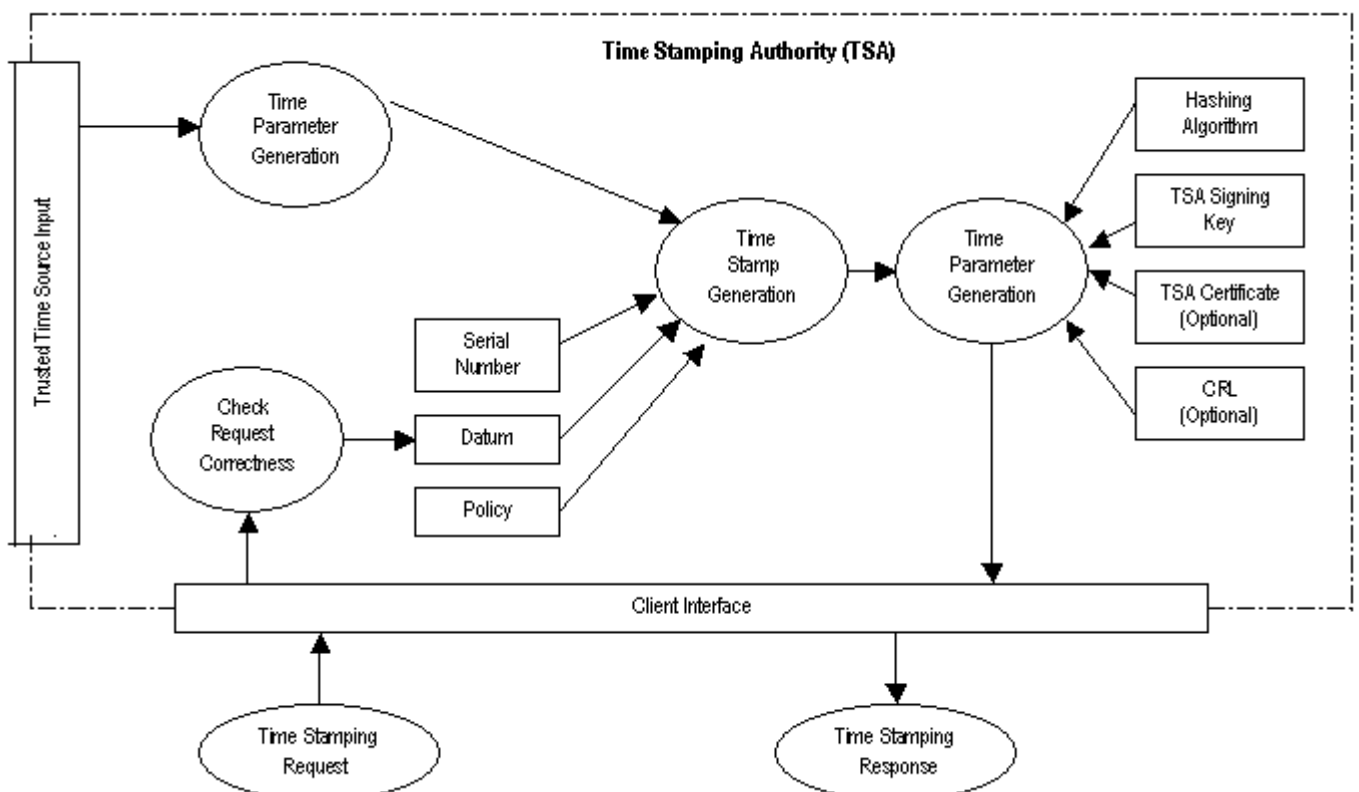 Time Stamping Authority (TSA)
Trusted Time Source Input
Time
Parameter
Generation
Hashing
Algorithm
TSA Signing
Key
Time
Stamp
Generation
Time
Parameter
Generation
TSA Certificate
(Optional)
Serial
Number
CRL
(Optional)
Check
Request
Correctness
Datum
Policy
Client Interface
Time Stamping
Request
Time Stamping
Response